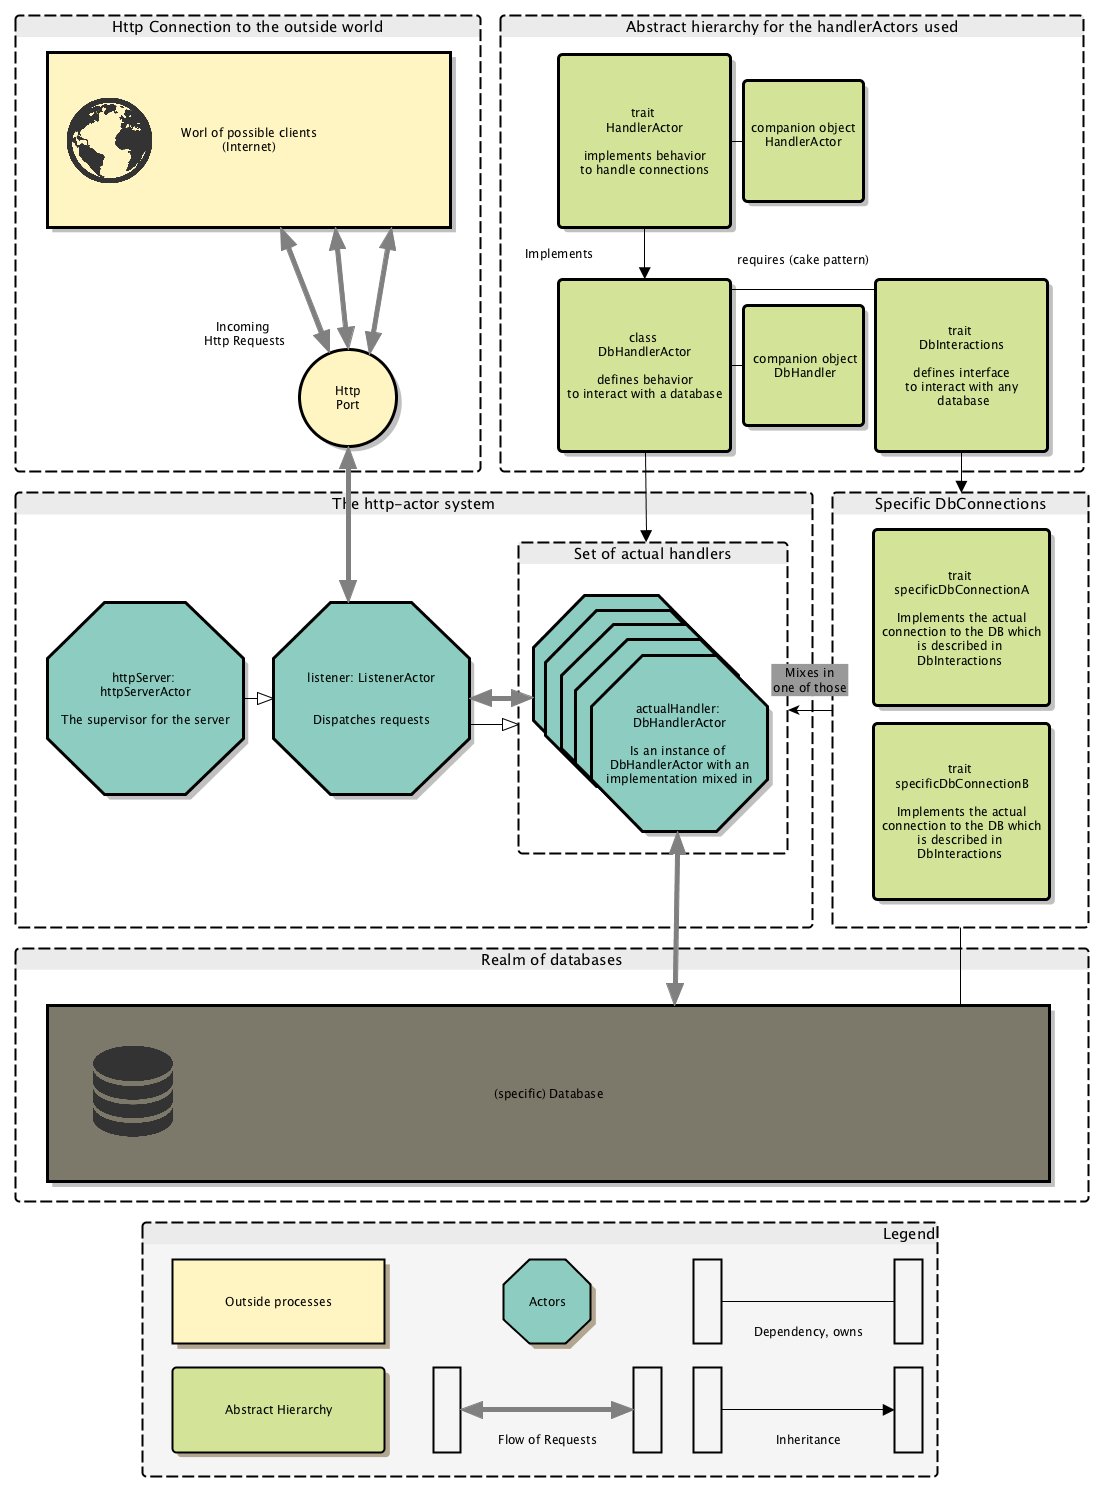 Http Connection to the outside world
Worl of possible clients
(Internet)
Incoming
Http Requests
Http
Port
Abstract hierarchy for the handlerActors used
trait
HandlerActor
implements behavior
to handle connections
companion object
HandlerActor
Implements
requires (cake pattern)
class
DbHandlerActor
defines behavior
to interact with a database
companion object
DbHandler
trait
DbInteractions
defines interface
to interact with any
database
The http-actor system
httpServer:
httpServerActor
The supervisor for the server
listener: ListenerActor
Dispatches requests
Set of actual handlers
actualHandler:
DbHandlerActor
Is an instance of
DbHandlerActor with an
implementation mixed in
Mixes in
one of those
Specific DbConnections
trait
specificDbConnectionA
Implements the actual
connection to the DB which
is described in
DbInteractions
trait
specificDbConnectionB
Implements the actual
connection to the DB which
is described in
DbInteractions
Realm of databases
(specific) Database
Legend
Outside processes
Actors
Dependency, owns
Abstract Hierarchy
Flow of Requests
Inheritance